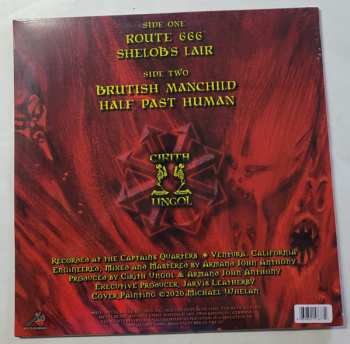 SIDE ONE
ROUTE 666
SHELOB'S LAIR
SIDE TWO
BRUTISH MANCHILD
HALF PAST HUMAN
CIRITH
UNGOL
RECORDED AT THE CAPTAINS QUARTERS • VENTURA, CALIFORNIA
ENGINEERED, MIXED AND MASTERED BY ARMAND JOHN ANTHONY
PRODUCED BY CIRITH UNGOL & ARMAND JOHN ANTHONY
EXECUTIVE PRODUCER, JARVIS LEATHERBY
COVER PAINTING ©2020 MICHAEL WHELAN